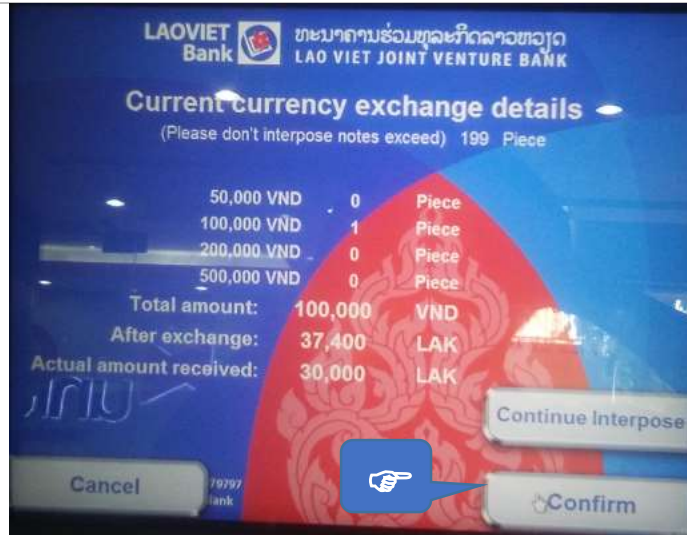 LAOVIET
Bank
ທະນາຄານຮ່ວມທຸລະກິດລາວຫວຽດ
LAO VIET JOINT VENTURE BANK
Current currency exchange details
(Please don't interpose notes exceed) 199 Piece
50,000 VND 0 Piece
100,000 VND 1 Piece
200,000 VND 0 Piece
500,000 VND 0 Piece
Total amount: 100,000 VND
After exchange: 37,400 LAK
Actual amount received: 30,000 LAK
Continue Interpose
Cancel
79797
ank
Confirm